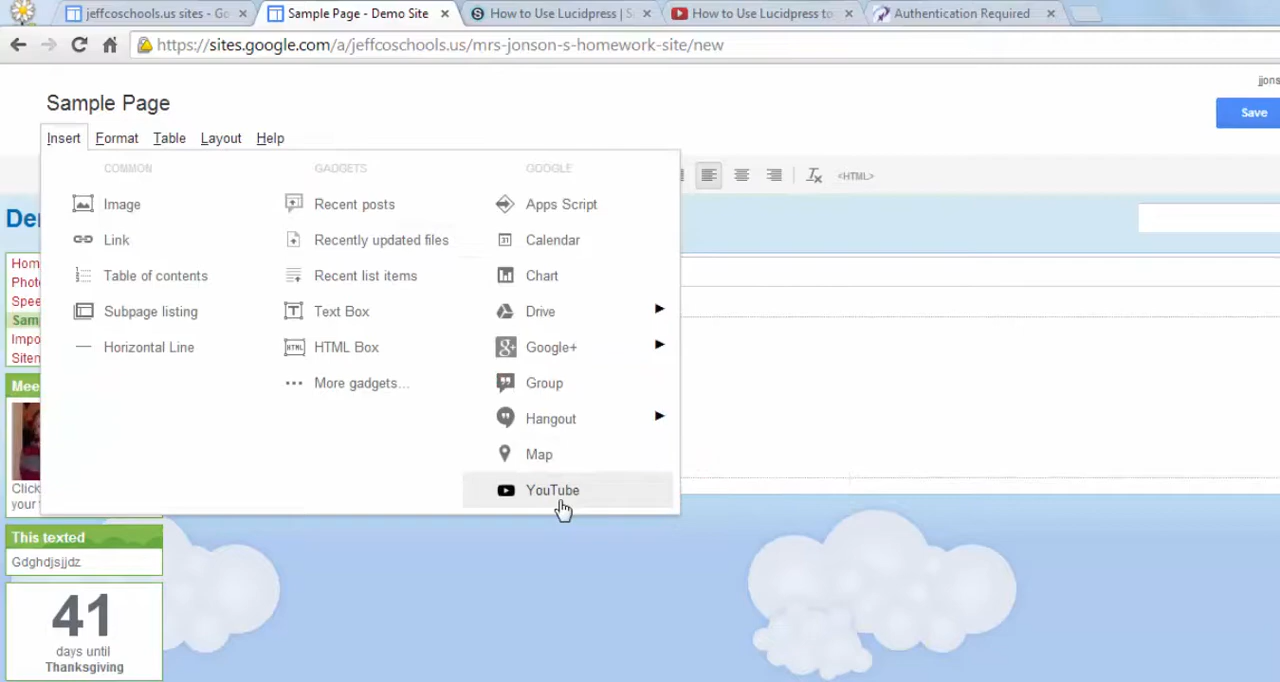 jeffcoschools.us sites - Go
Sample Page - Demo Site
How to Use Lucidpress | S
How to Use Lucidpress to
Authentication Required
https://sites.google.com/a/jeffcoschools.us/mrs-jonson-s-homework-site/new
jjons
Sample Page
Save
Insert Format Table Layout Help
COMMON GADGETS GOOGLE
<HTML>
Image Recent posts Apps Script
Link Recently updated files Calendar
Table of contents Recent list items Chart
Subpage listing Text Box Drive
Horizontal Line HTML Box Google+
More gadgets... Group
Hangout
Map
YouTube
De
Hom
Phot
Spee
Sam
Impo
Siten
Mee
Click
your
This texted
Gdghdjsjjdz
41
days until
Thanksgiving